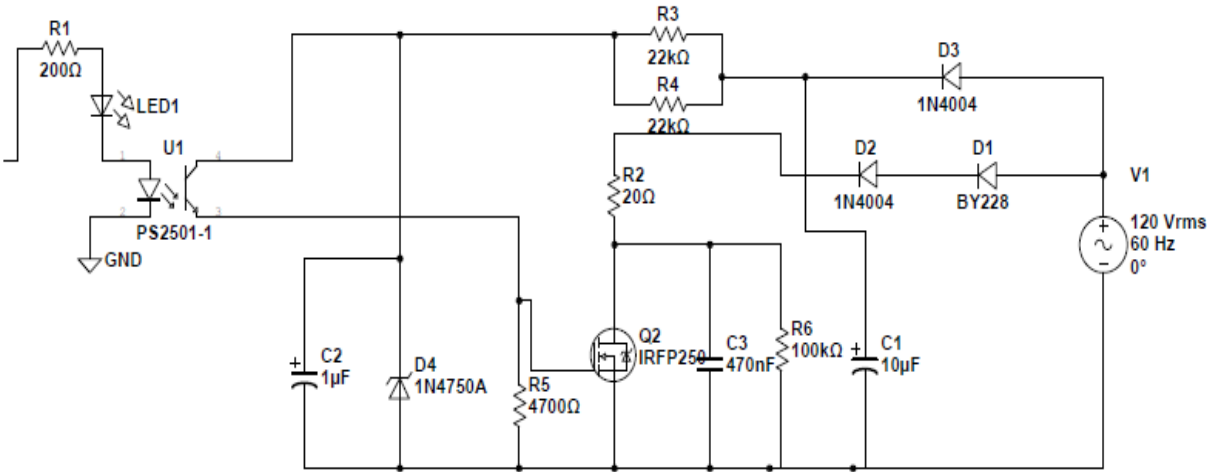 R1
200Ω
LED1
1
U1
4
2
3
PS2501-1
GND
R3
22kΩ
R4
22kΩ
D3
1N4004
D2
1N4004
D1
BY228
V1
120 Vrms
60 Hz
0°
R2
20Ω
C2
1µF
D4
1N4750A
R5
4700Ω
Q2
IRFP250
C3
470nF
R6
100kΩ
C1
10µF